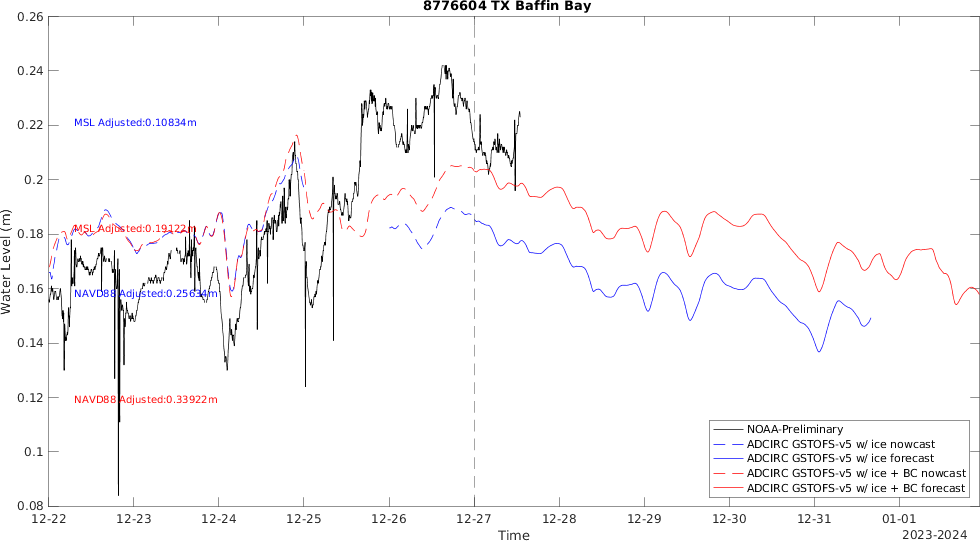 8776604 TX Baffin Bay
0.26
0.24
0.22
0.2
0.18
0.16
0.14
0.12
0.1
0.08
Water Level (m)
MSL Adjusted:0.10834m
MSL Adjusted:0.19122m
NAVD88 Adjusted:0.25634m
NAVD88 Adjusted:0.33922m
NOAA-Preliminary
ADCIRC GSTOFS-v5 w/ ice nowcast
ADCIRC GSTOFS-v5 w/ ice forecast
ADCIRC GSTOFS-v5 w/ ice + BC nowcast
ADCIRC GSTOFS-v5 w/ ice + BC forecast
12-22 12-23 12-24 12-25 12-26 12-27 12-28 12-29 12-30 12-31 01-01
Time
2023-2024